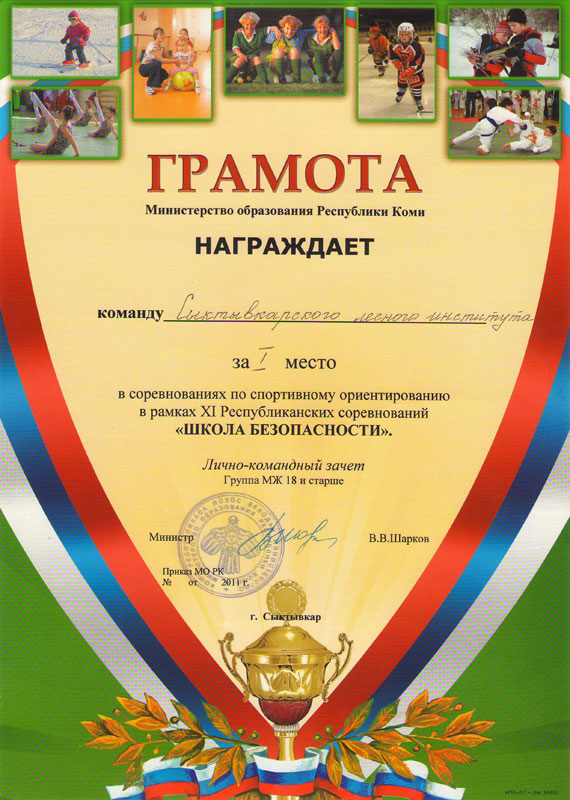 ГРАМОТА
Министерство образования Республики Коми
НАГРАЖДАЕТ
команду Сыктывкарского лесного института
за I место
в соревнованиях по спортивному ориентированию
в рамках XI Республиканских соревнований
«ШКОЛА БЕЗОПАСНОСТИ».
Лично-командный зачет
Группа МЖ 18 и старше
Министр В.В.Шарков
Приказ МО РК
№ от 2011 г.
г. Сыктывкар